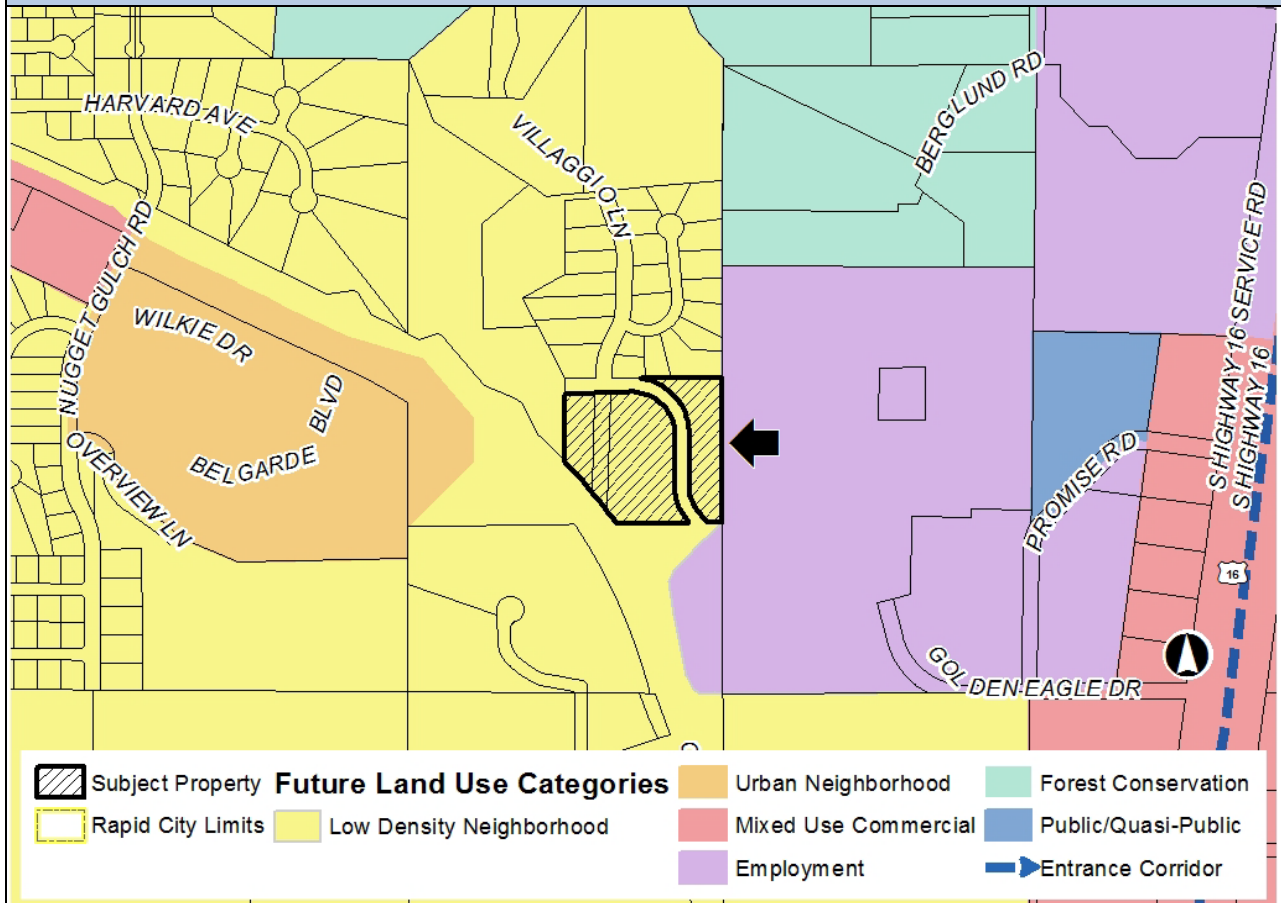 BERGLUND RD
HARVARD AVE
VILLAGGIO LN
S HIGHWAY 16 SERVICE RD
S HIGHWAY 16
NUGGET GULCH RD
WILKIE DR
BELGARDE BLVD
OVERVIEW LN
PROMISE RD
16
GOLDEN EAGLE DR
Subject Property
Future Land Use Categories
Rapid City Limits
Low Density Neighborhood
Urban Neighborhood
Mixed Use Commercial
Employment
Forest Conservation
Public/Quasi-Public
Entrance Corridor